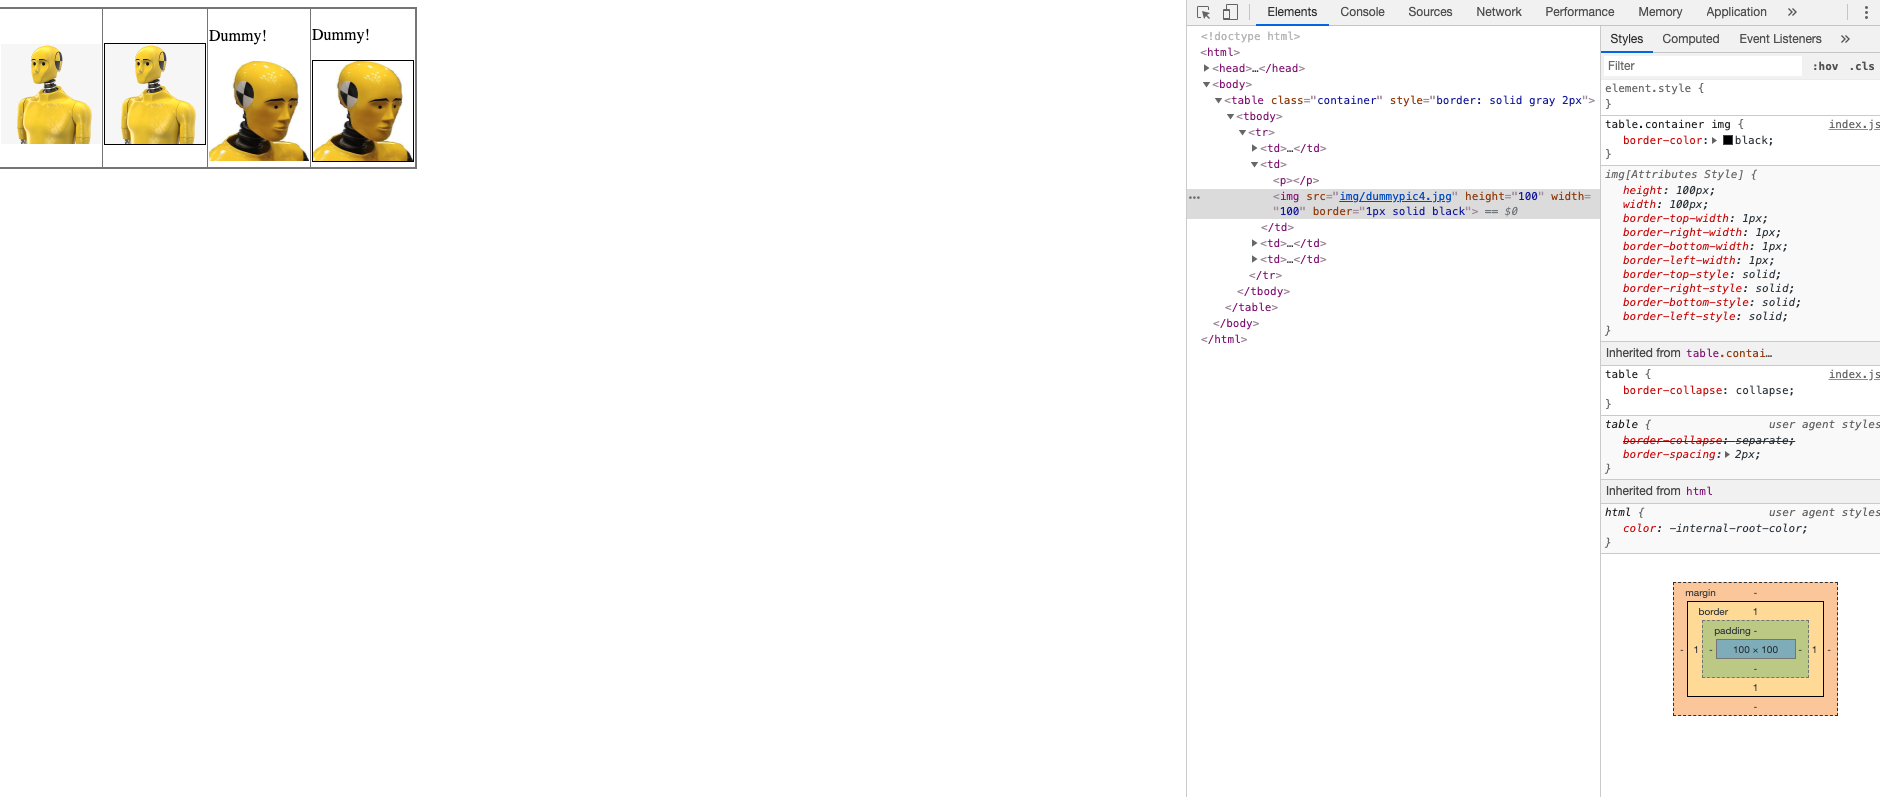 Dummy!
Dummy!
Elements Console Sources Network Performance Memory Application »
<!doctype html>
<html>
<head>…</head>
<body>
<table class="container" style="border: solid gray 2px">
<tbody>
<tr>
<td>…</td>
<td>
<p></p>
<img src="img/dummypic4.jpg" height="100" width=
"100" border="1px solid black"> == $0
</td>
<td>…</td>
<td>…</td>
</tr>
</tbody>
</table>
</body>
</html>
Styles Computed Event Listeners »
Filter :hov .cls
element.style {
}
table.container img { index.js
border-color: black;
}
img[Attributes Style] {
height: 100px;
width: 100px;
border-top-width: 1px;
border-right-width: 1px;
border-bottom-width: 1px;
border-left-width: 1px;
border-top-style: solid;
border-right-style: solid;
border-bottom-style: solid;
border-left-style: solid;
}
Inherited from table.contai…
table { index.js
border-collapse: collapse;
}
table { user agent styles
border-collapse: separate;
border-spacing: 2px;
}
Inherited from html
html { user agent styles
color: -internal-root-color;
}
margin -
border 1
padding -
- 1 - 100 × 100 - 1 -
-
1
-